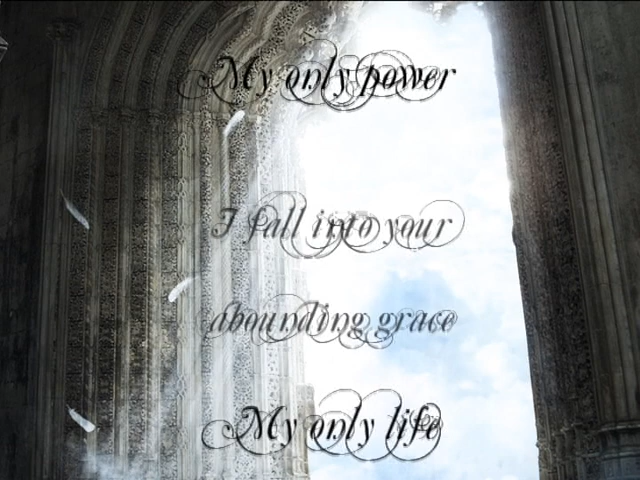 My only power
I fall into your
abounding grace
My only life